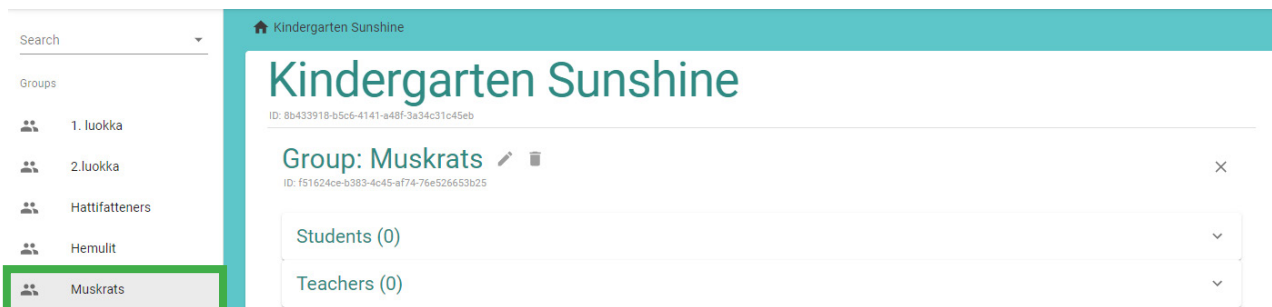 Search
Groups
1. luokka
2.luokka
Hattifatteners
Hemulit
Muskrats
Kindergarten Sunshine
Kindergarten Sunshine
ID: 8b433918-b5c6-4141-a48f-3a34c31c45eb
Group: Muskrats
ID: f51624ce-b383-4c45-af74-76e526653b25
Students (0)
Teachers (0)